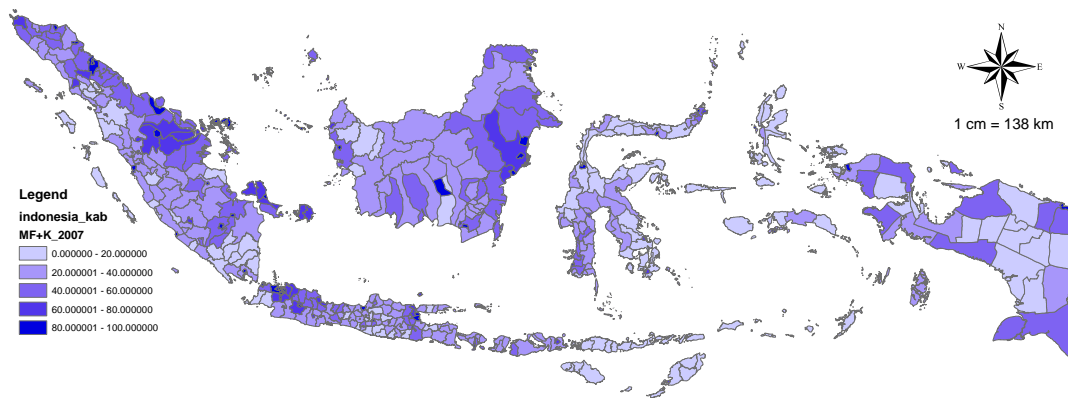 N
W E
S
1 cm = 138 km
Legend
indonesia_kab
MF+K_2007
0.000000 - 20.000000
20.000001 - 40.000000
40.000001 - 60.000000
60.000001 - 80.000000
80.000001 - 100.000000